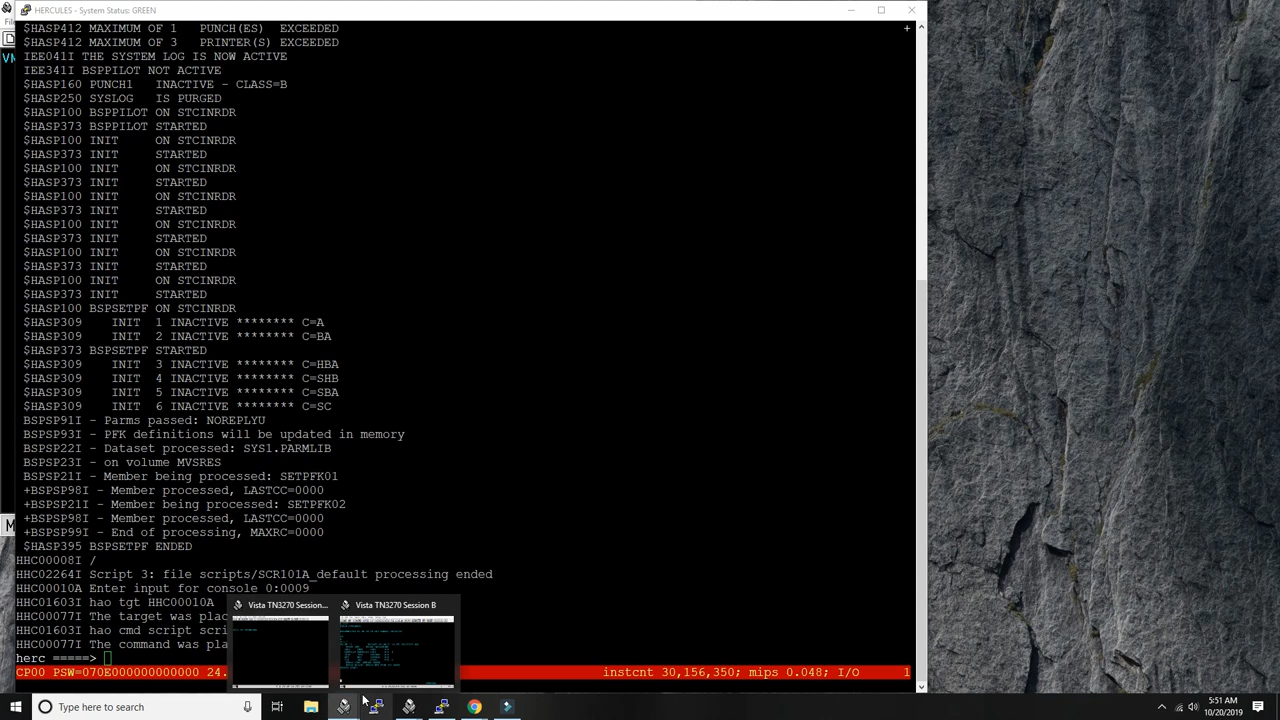 HERCULES - System Status: GREEN
$HASP412 MAXIMUM OF 1   PUNCH(ES)  EXCEEDED
$HASP412 MAXIMUM OF 3   PRINTER(S) EXCEEDED
IEE041I THE SYSTEM LOG IS NOW ACTIVE
IEE341I BSPPILOT NOT ACTIVE
$HASP160 PUNCH1   INACTIVE - CLASS=B
$HASP250 SYSLOG   IS PURGED
$HASP100 BSPPILOT ON STCINRDR
$HASP373 BSPPILOT STARTED
$HASP100 INIT     ON STCINRDR
$HASP373 INIT     STARTED
$HASP100 INIT     ON STCINRDR
$HASP373 INIT     STARTED
$HASP100 INIT     ON STCINRDR
$HASP373 INIT     STARTED
$HASP100 INIT     ON STCINRDR
$HASP373 INIT     STARTED
$HASP100 INIT     ON STCINRDR
$HASP373 INIT     STARTED
$HASP100 INIT     ON STCINRDR
$HASP373 INIT     STARTED
$HASP100 BSPSETPF ON STCINRDR
$HASP309    INIT  1 INACTIVE ******** C=A
$HASP309    INIT  2 INACTIVE ******** C=BA
$HASP373 BSPSETPF STARTED
$HASP309    INIT  3 INACTIVE ******** C=HBA
$HASP309    INIT  4 INACTIVE ******** C=SHB
$HASP309    INIT  5 INACTIVE ******** C=SBA
$HASP309    INIT  6 INACTIVE ******** C=SC
BSPSP91I - Parms passed: NOREPLYU
BSPSP93I - PFK definitions will be updated in memory
BSPSP22I - Dataset processed: SYS1.PARMLIB
BSPSP23I - on volume MVSRES
BSPSP21I - Member being processed: SETPFK01
+BSPSP98I - Member processed, LASTCC=0000
+BSPSP21I - Member being processed: SETPFK02
+BSPSP98I - Member processed, LASTCC=0000
+BSPSP99I - End of processing, MAXRC=0000
$HASP395 BSPSETPF ENDED
HHC00008I /
HHC02264I Script 3: file scripts/SCR101A_default processing ended
HHC00010A Enter input for console 0:0009
HHC01603I hao tgt HHC00010A
HHC00077I The target was plac
HHC01603I hao cmd script scri
HHC00077I The command was pla
herc =====>
CP00 PSW=070E000000000000 24. instcnt 30,156,350; mips 0.048; I/O 1
Vista TN3270 Session...
Vista TN3270 Session B
Type here to search
5:51 AM
10/20/2019